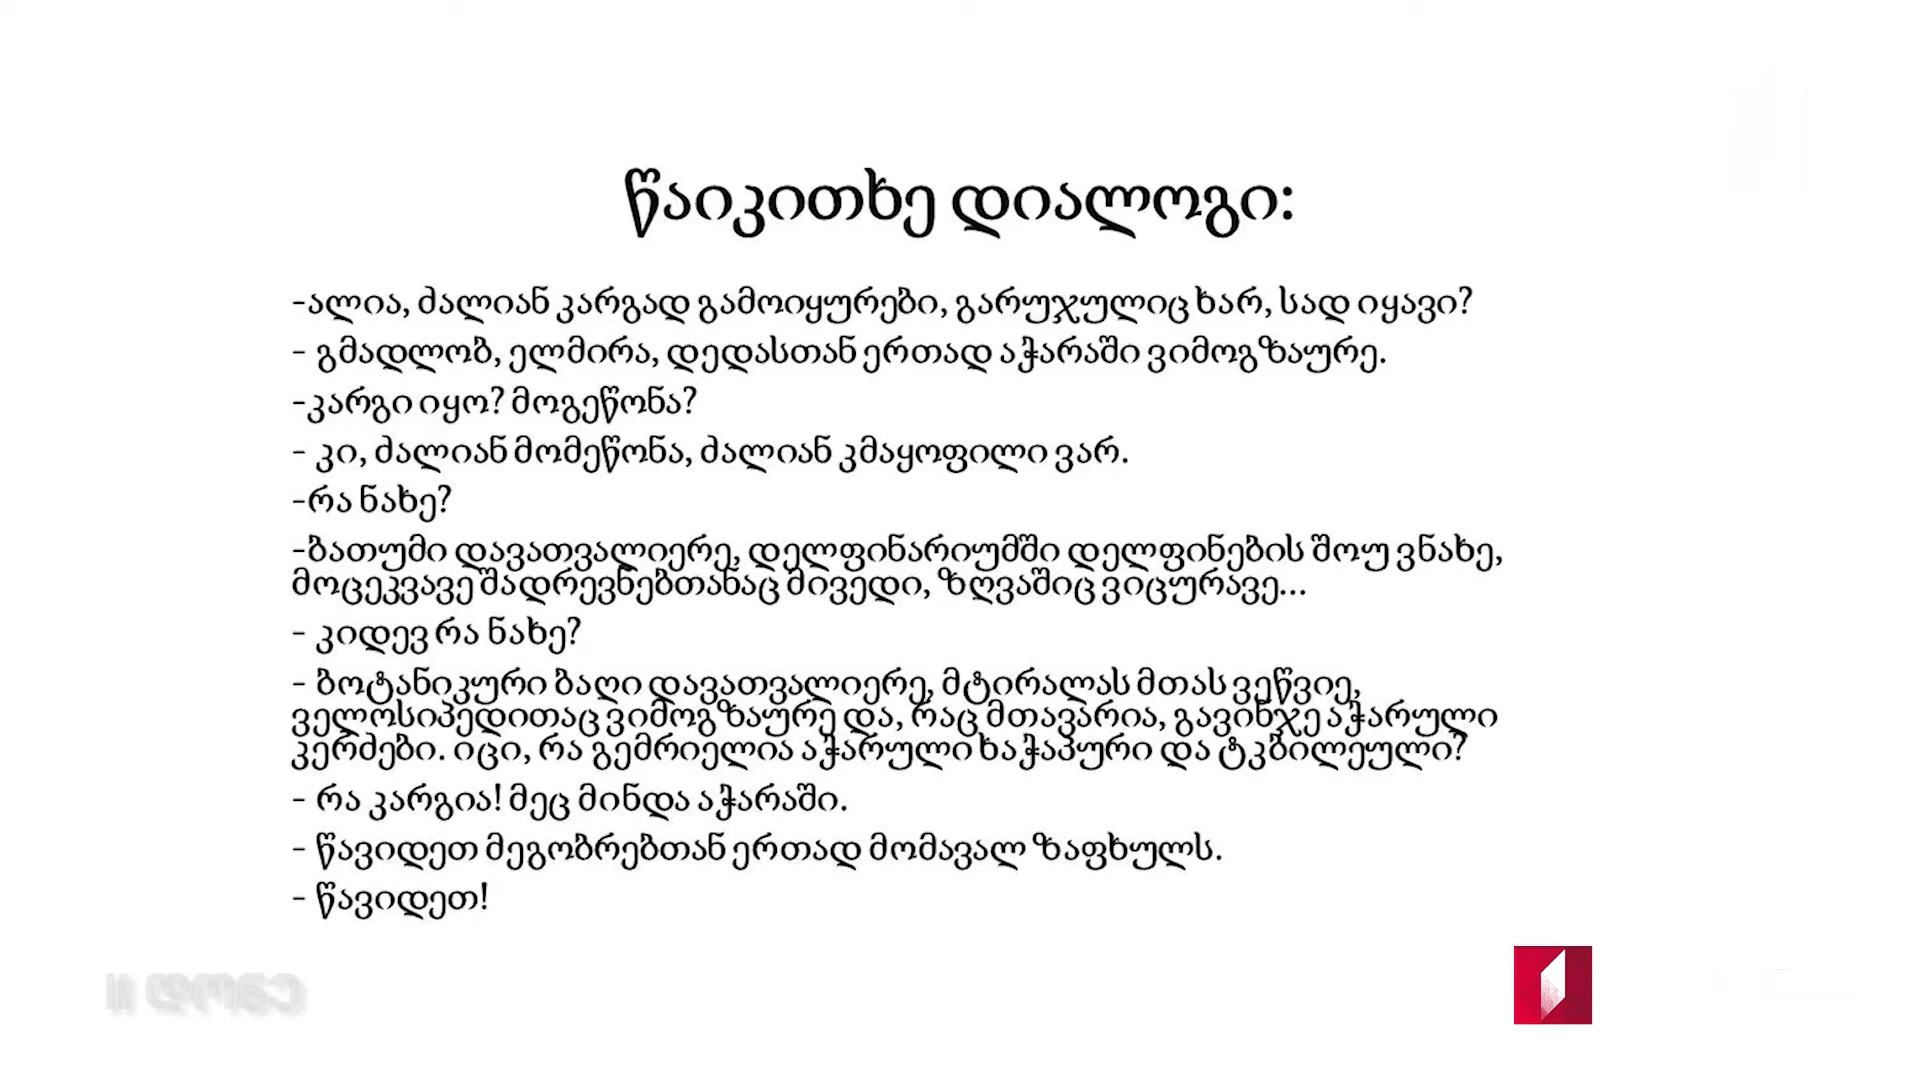 წაიკითხე დიალოგი:
-ალია, ძალიან კარგად გამოიყურები, გარუჯულიც ხარ, სად იყავი?
- გმადლობ, ელმირა, დედასთან ერთად აჭარაში ვიმოგზაურე.
-კარგი იყო? მოგეწონა?
- კი, ძალიან მომეწონა, ძალიან კმაყოფილი ვარ.
-რა ნახე?
-ბათუმი დავათვალიერე, დელფინარიუმში დელფინების შოუ ვნახე,
მოცეკვავე შადრევნებთანაც მივედი, ზღვაშიც ვიცურავე...
- კიდევ რა ნახე?
- ბოტანიკური ბაღი დავათვალიერე, მტირალას მთას ვეწვიე,
ველოსიპედითაც ვიმოგზაურე და, რაც მთავარია, გავინჯე აჭარული
კერძები. იცი, რა გემრიელია აჭარული ხაჭაპური და ტკბილეული?
- რა კარგია! მეც მინდა აჭარაში.
- წავიდეთ მეგობრებთან ერთად მომავალ ზაფხულს.
- წავიდეთ!
II დონე